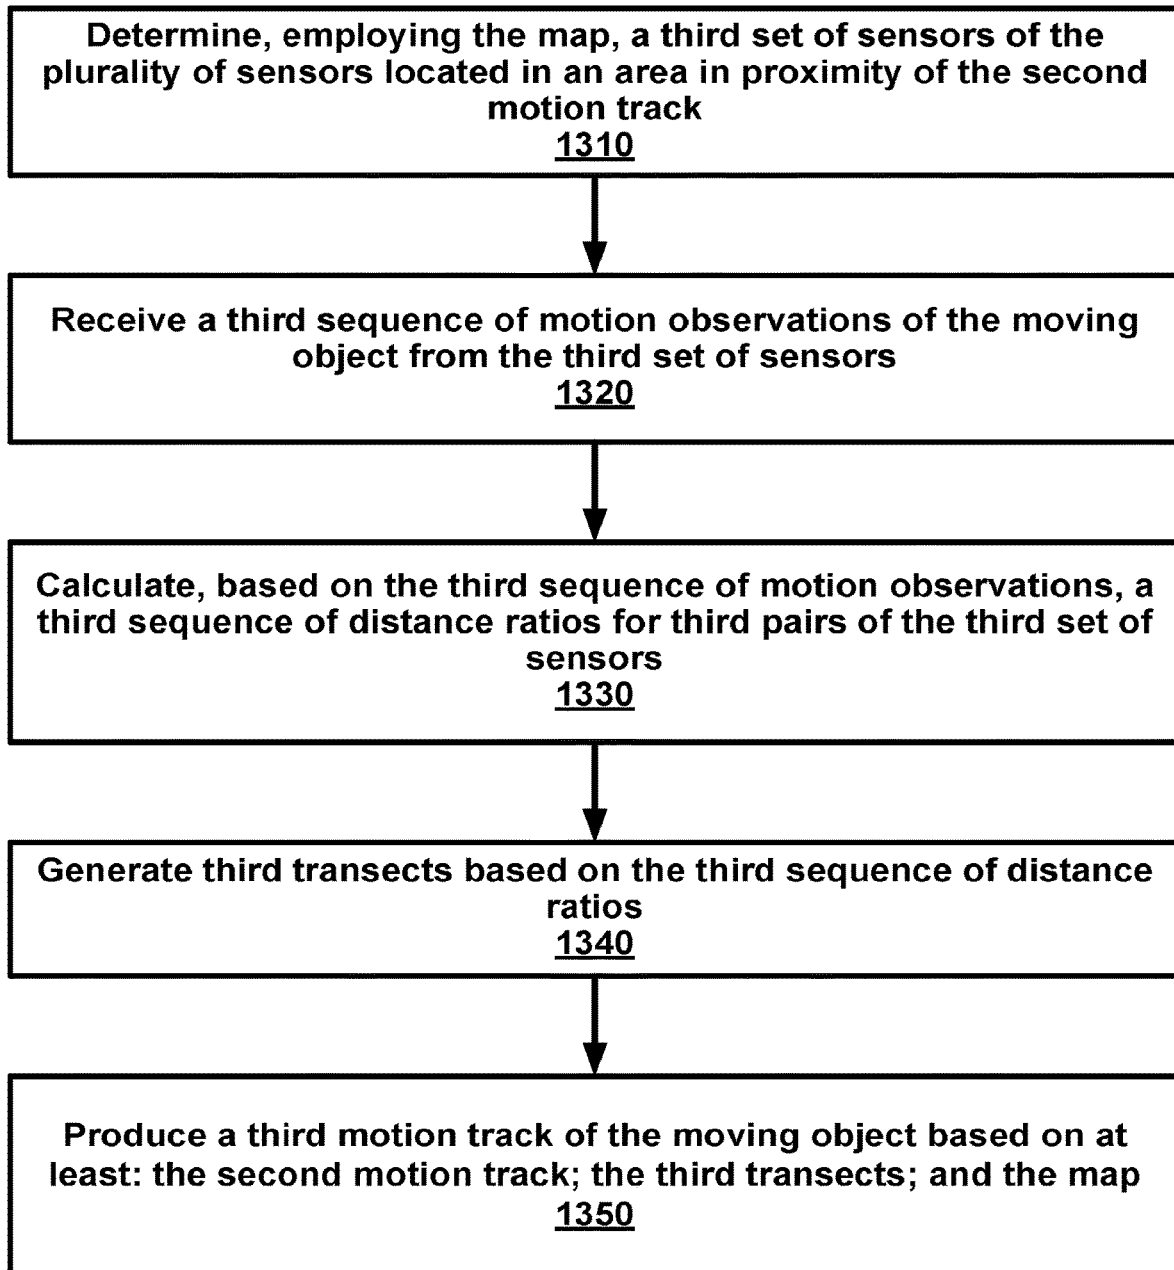 Determine, employing the map, a third set of sensors of the
plurality of sensors located in an area in proximity of the second
motion track
1310
Receive a third sequence of motion observations of the moving
object from the third set of sensors
1320
Calculate, based on the third sequence of motion observations, a
third sequence of distance ratios for third pairs of the third set of
sensors
1330
Generate third transects based on the third sequence of distance
ratios
1340
Produce a third motion track of the moving object based on at
least: the second motion track; the third transects; and the map
1350